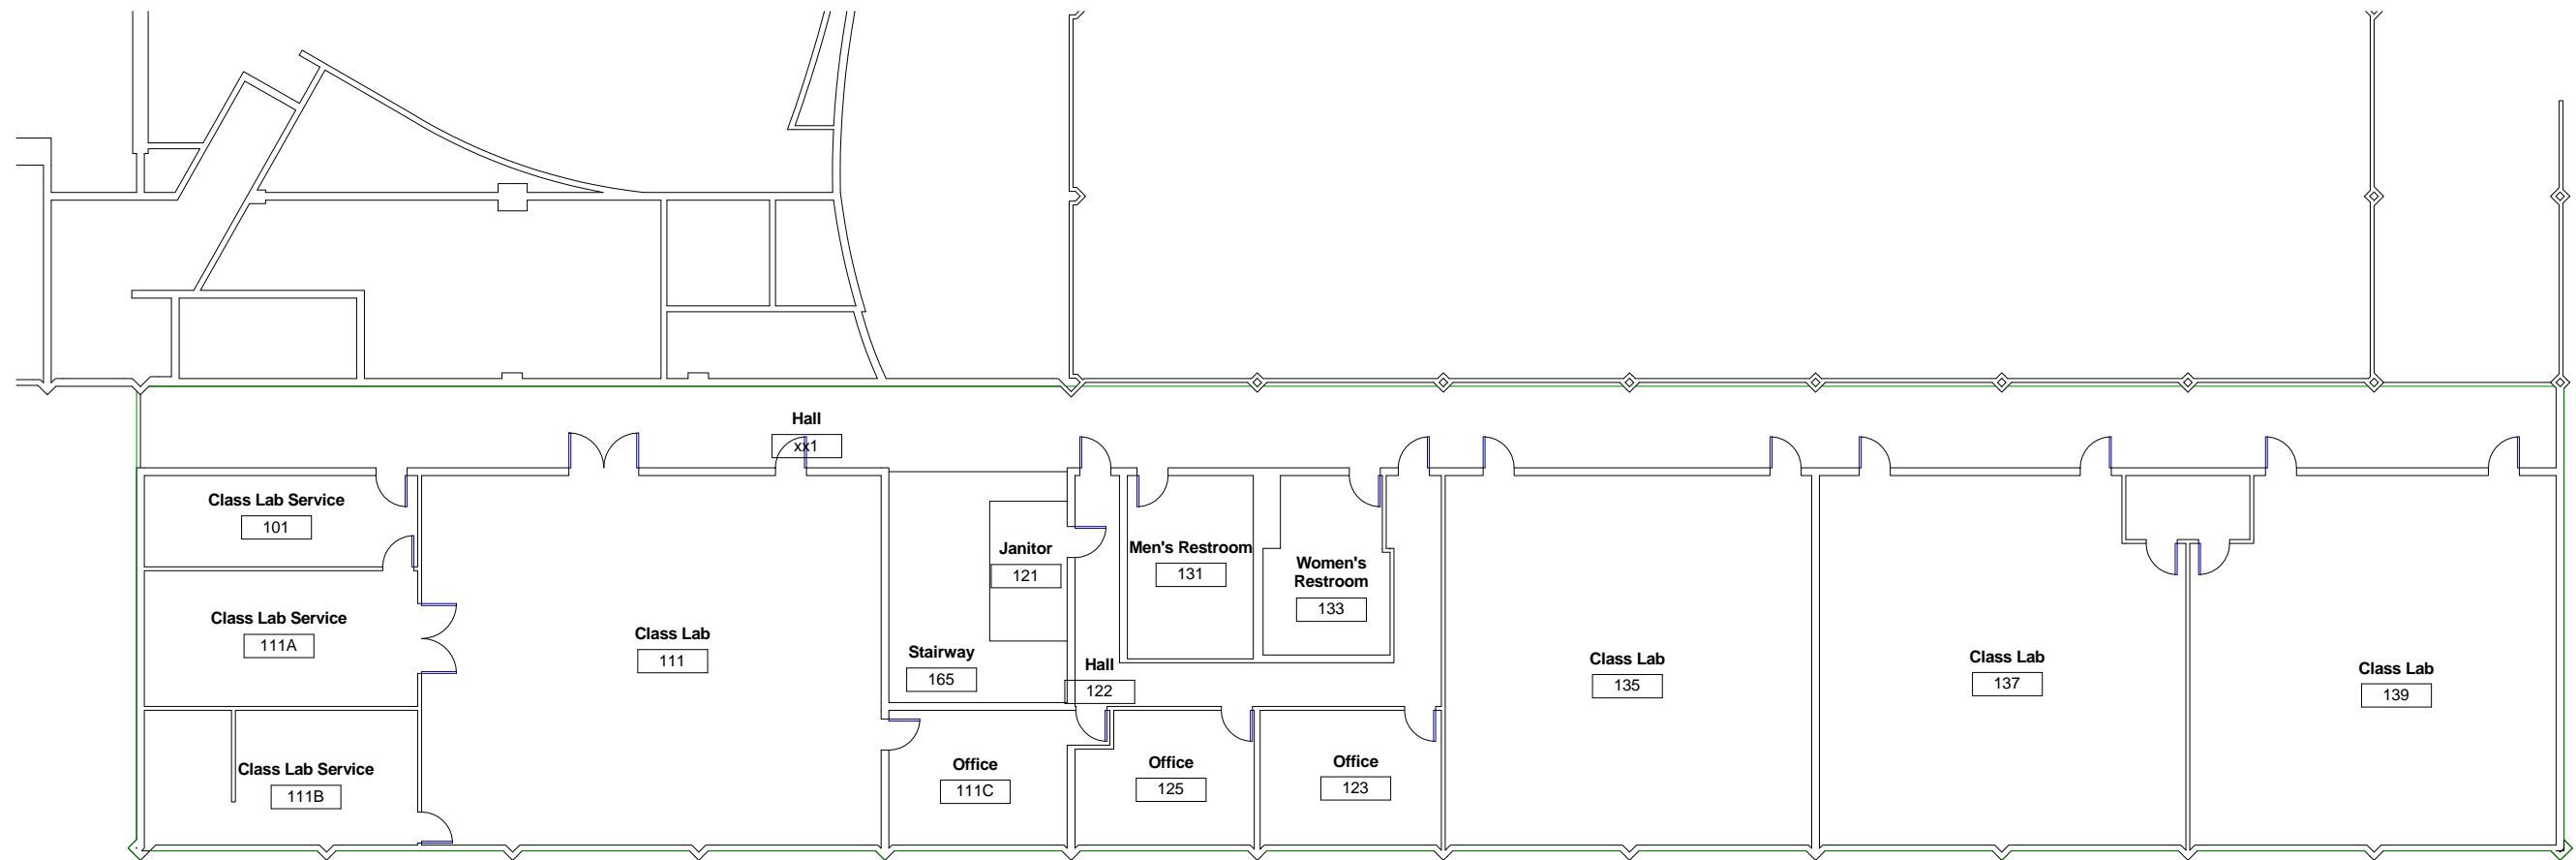 Hall
xx1
Class Lab Service
101
Janitor
121
Men's Restroom
131
Women's
Restroom
133
Class Lab Service
111A
Class Lab
111
Stairway
165
Hall
122
Class Lab
135
Class Lab
137
Class Lab
139
Class Lab Service
111B
Office
111C
Office
125
Office
123